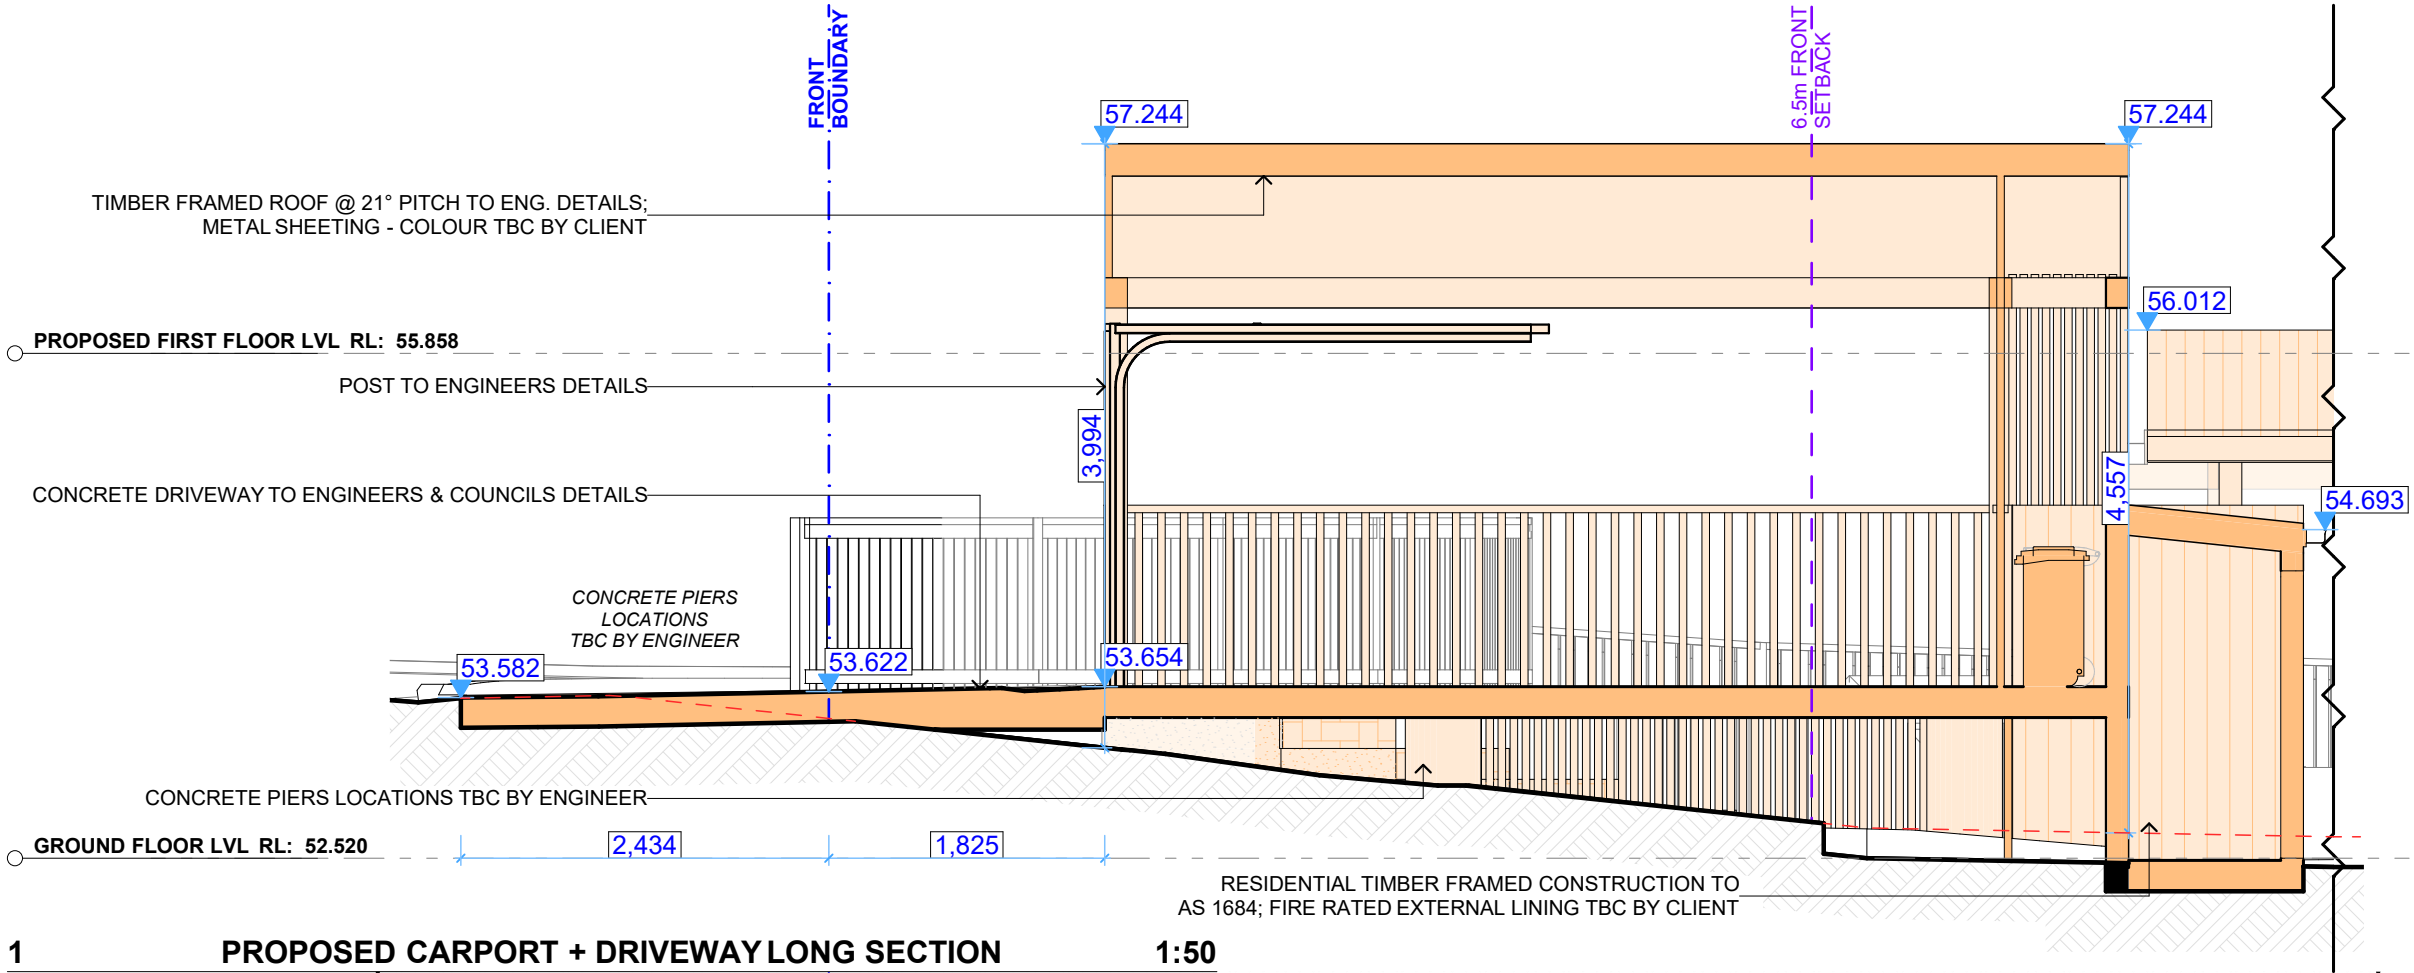 FRONT
BOUNDARY
6.5m FRONT
SETBACK
57.244
57.244
TIMBER FRAMED ROOF @ 21° PITCH TO ENG. DETAILS;
METAL SHEETING - COLOUR TBC BY CLIENT
56.012
PROPOSED FIRST FLOOR LVL RL: 55.858
POST TO ENGINEERS DETAILS
3,994
4,557
CONCRETE DRIVEWAY TO ENGINEERS & COUNCILS DETAILS
54.693
CONCRETE PIERS
LOCATIONS
TBC BY ENGINEER
53.582
53.622
53.654
CONCRETE PIERS LOCATIONS TBC BY ENGINEER
GROUND FLOOR LVL RL: 52.520
2,434
1,825
RESIDENTIAL TIMBER FRAMED CONSTRUCTION TO
AS 1684; FIRE RATED EXTERNAL LINING TBC BY CLIENT
1 PROPOSED CARPORT + DRIVEWAY LONG SECTION 1:50